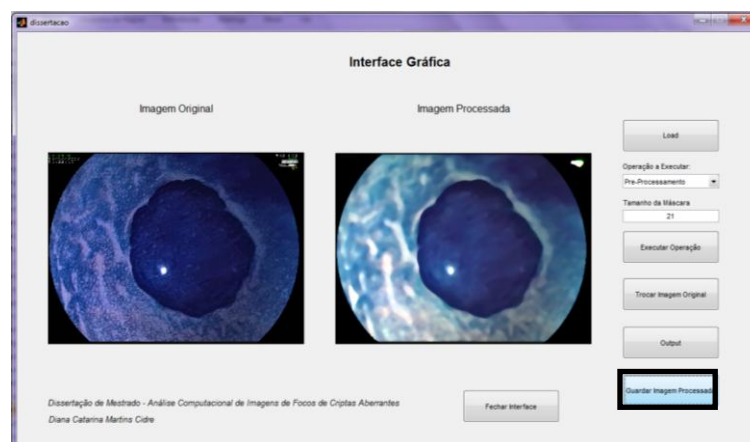 dissertacao
Interface Gráfica
Imagem Original
Imagem Processada
Load
Operação a Executar:
Pre-Processamento
Tamanho da Máscara
21
Executar Operação
Trocar Imagem Original
Output
Guardar Imagem Processad
Dissertação de Mestrado - Análise Computacional de Imagens de Focos de Criptas Aberrantes
Fechar Interface
Diana Catarina Martins Cidre